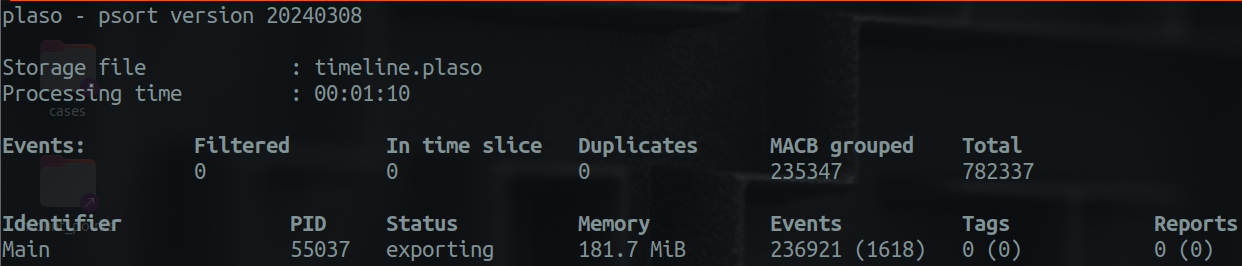 plaso - psort version 20240308
Storage file : timeline.plaso
Processing time : 00:01:10
cases
Events: Filtered In time slice Duplicates MACB grouped Total
0 0 0 235347 782337
Identifier PID Status Memory Events Tags Reports
Main 55037 exporting 181.7 MiB 236921 (1618) 0 (0) 0 (0)